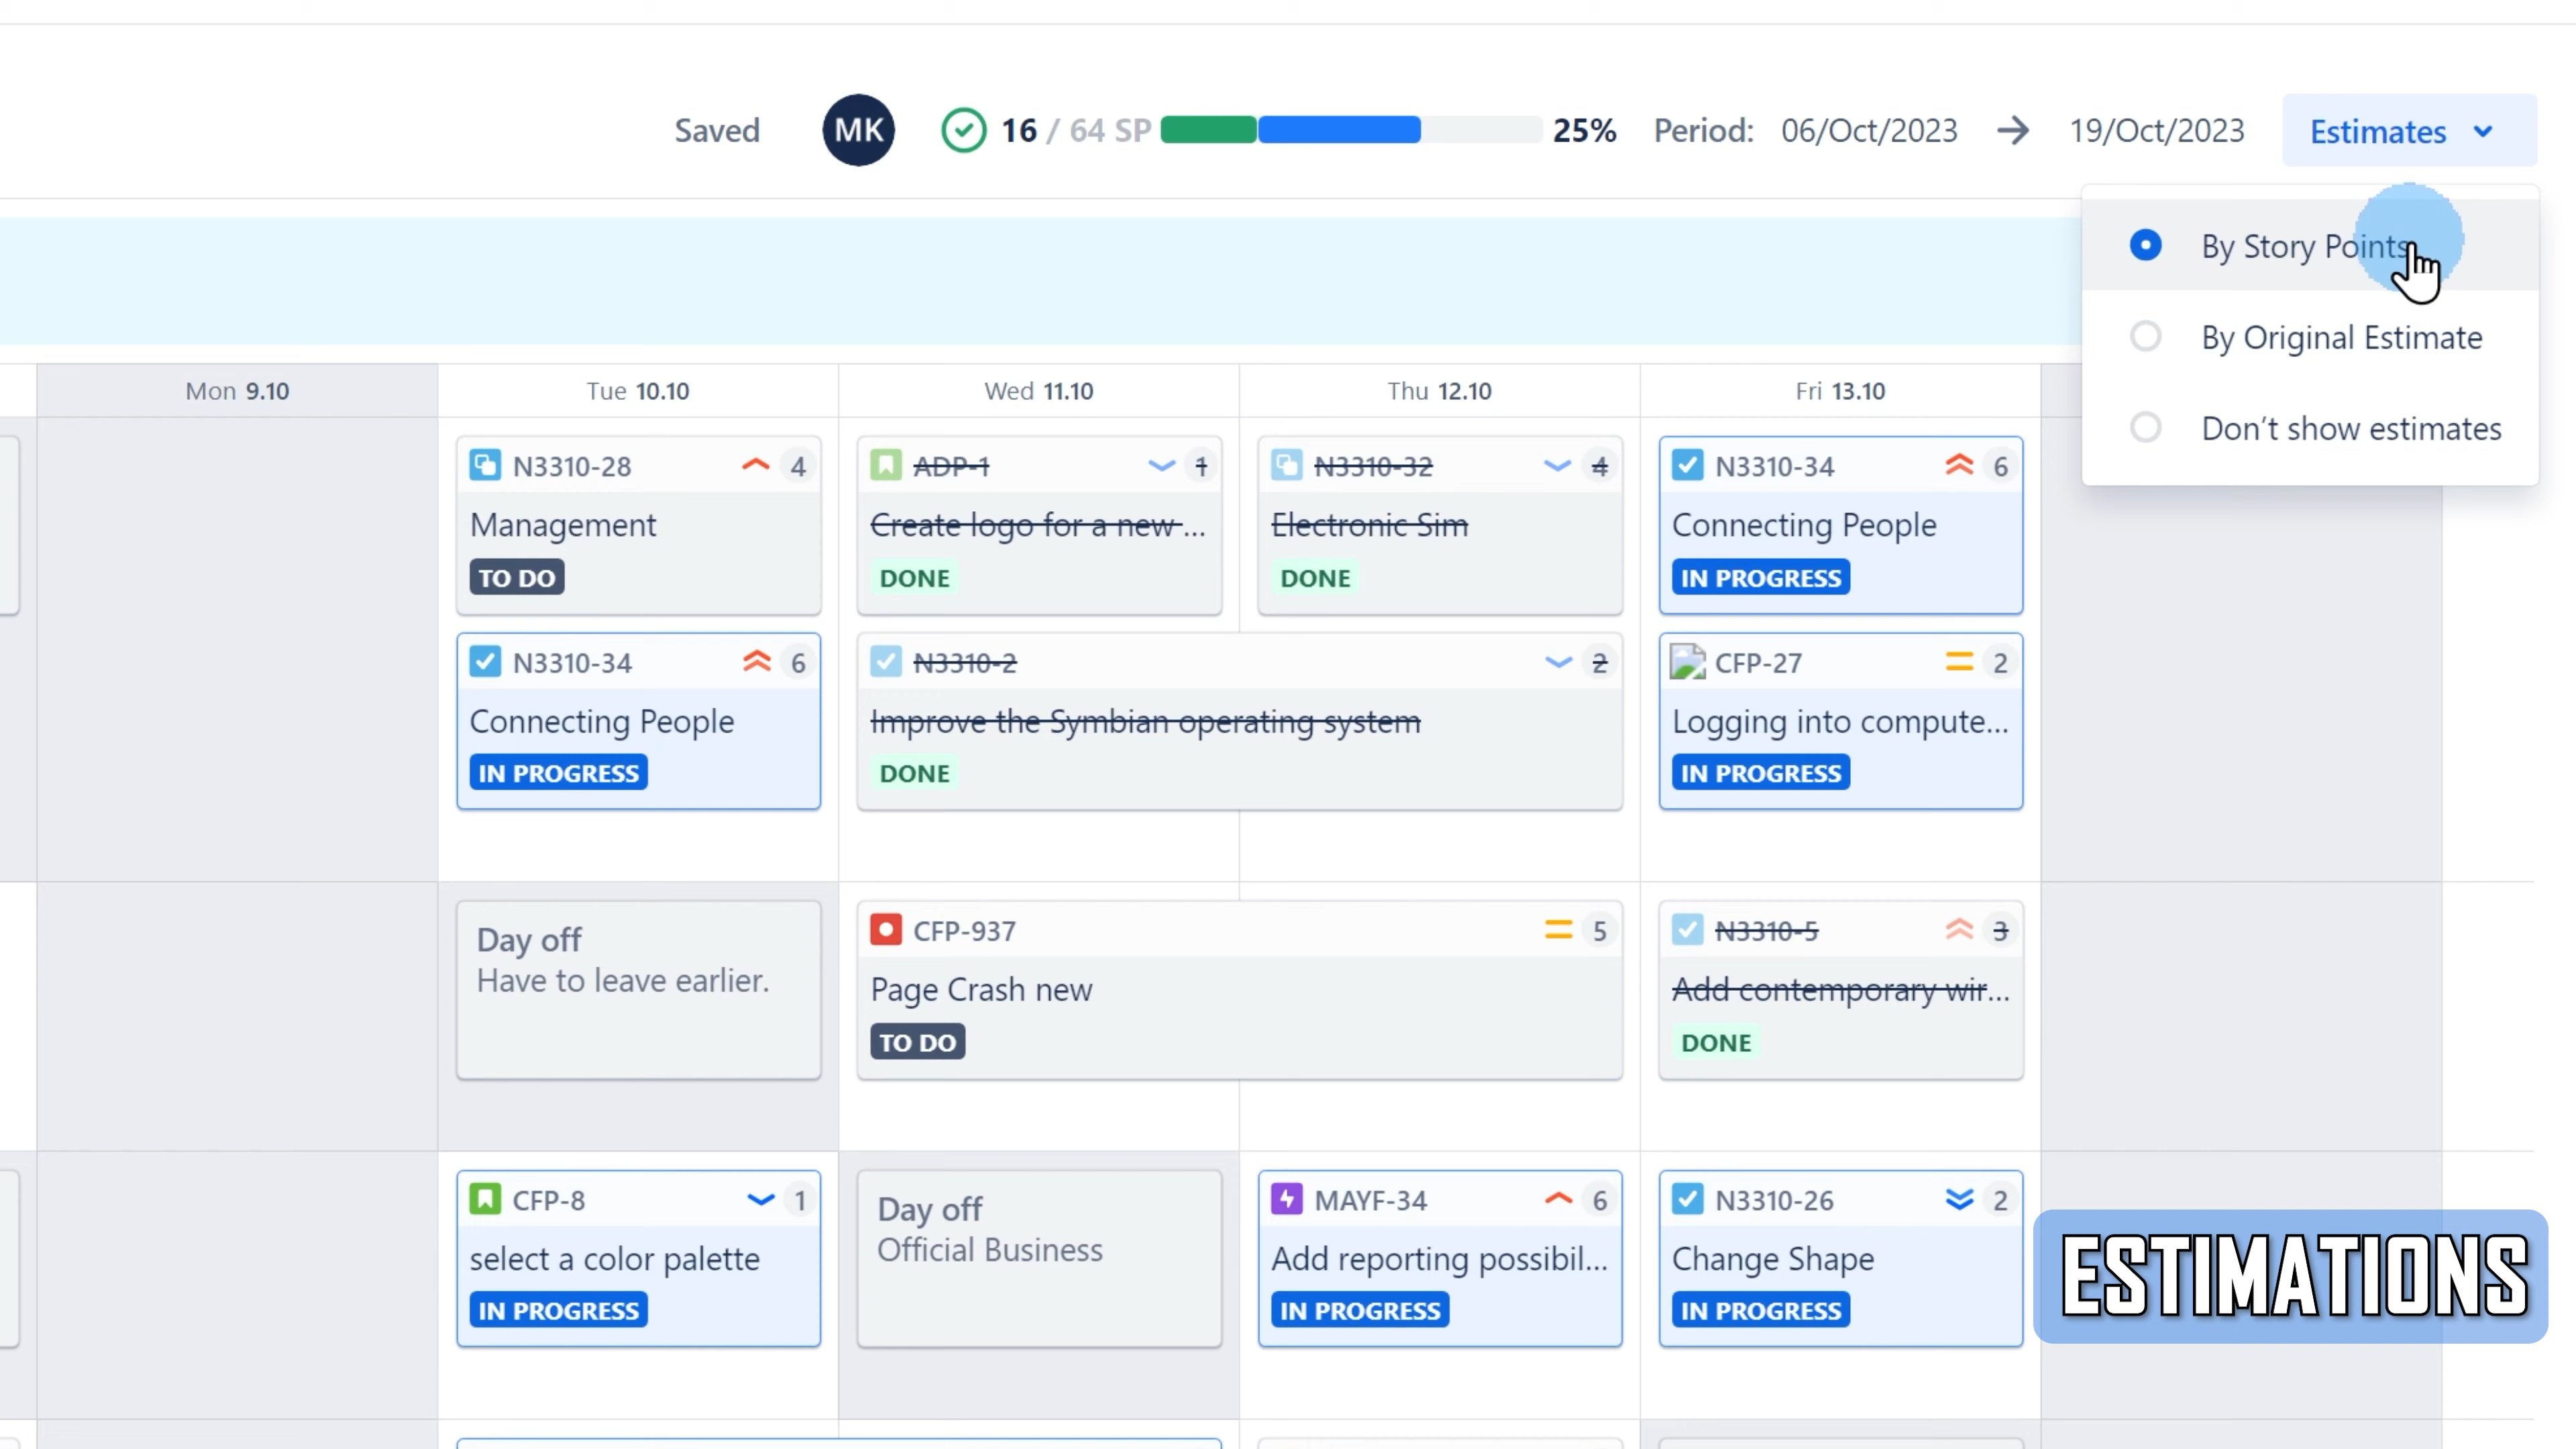 Saved MK 16 / 64 SP 25% Period: 06/Oct/2023 → 19/Oct/2023 Estimates
By Story Points
By Original Estimate
Don't show estimates
Mon 9.10 Tue 10.10 Wed 11.10 Thu 12.10 Fri 13.10
N3310-28 4
Management
TO DO
ADP-1 1
Create logo for a new ...
DONE
N3310-32 4
Electronic Sim
DONE
N3310-34 6
Connecting People
IN PROGRESS
N3310-34 6
Connecting People
IN PROGRESS
N3310-2 2
Improve the Symbian operating system
DONE
CFP-27 2
Logging into compute...
IN PROGRESS
Day off
Have to leave earlier.
CFP-937 5
Page Crash new
TO DO
N3310-5 3
Add contemporary wir...
DONE
CFP-8 1
select a color palette
IN PROGRESS
Day off
Official Business
MAYF-34 6
Add reporting possibil...
IN PROGRESS
N3310-26 2
Change Shape
IN PROGRESS
ESTIMATIONS